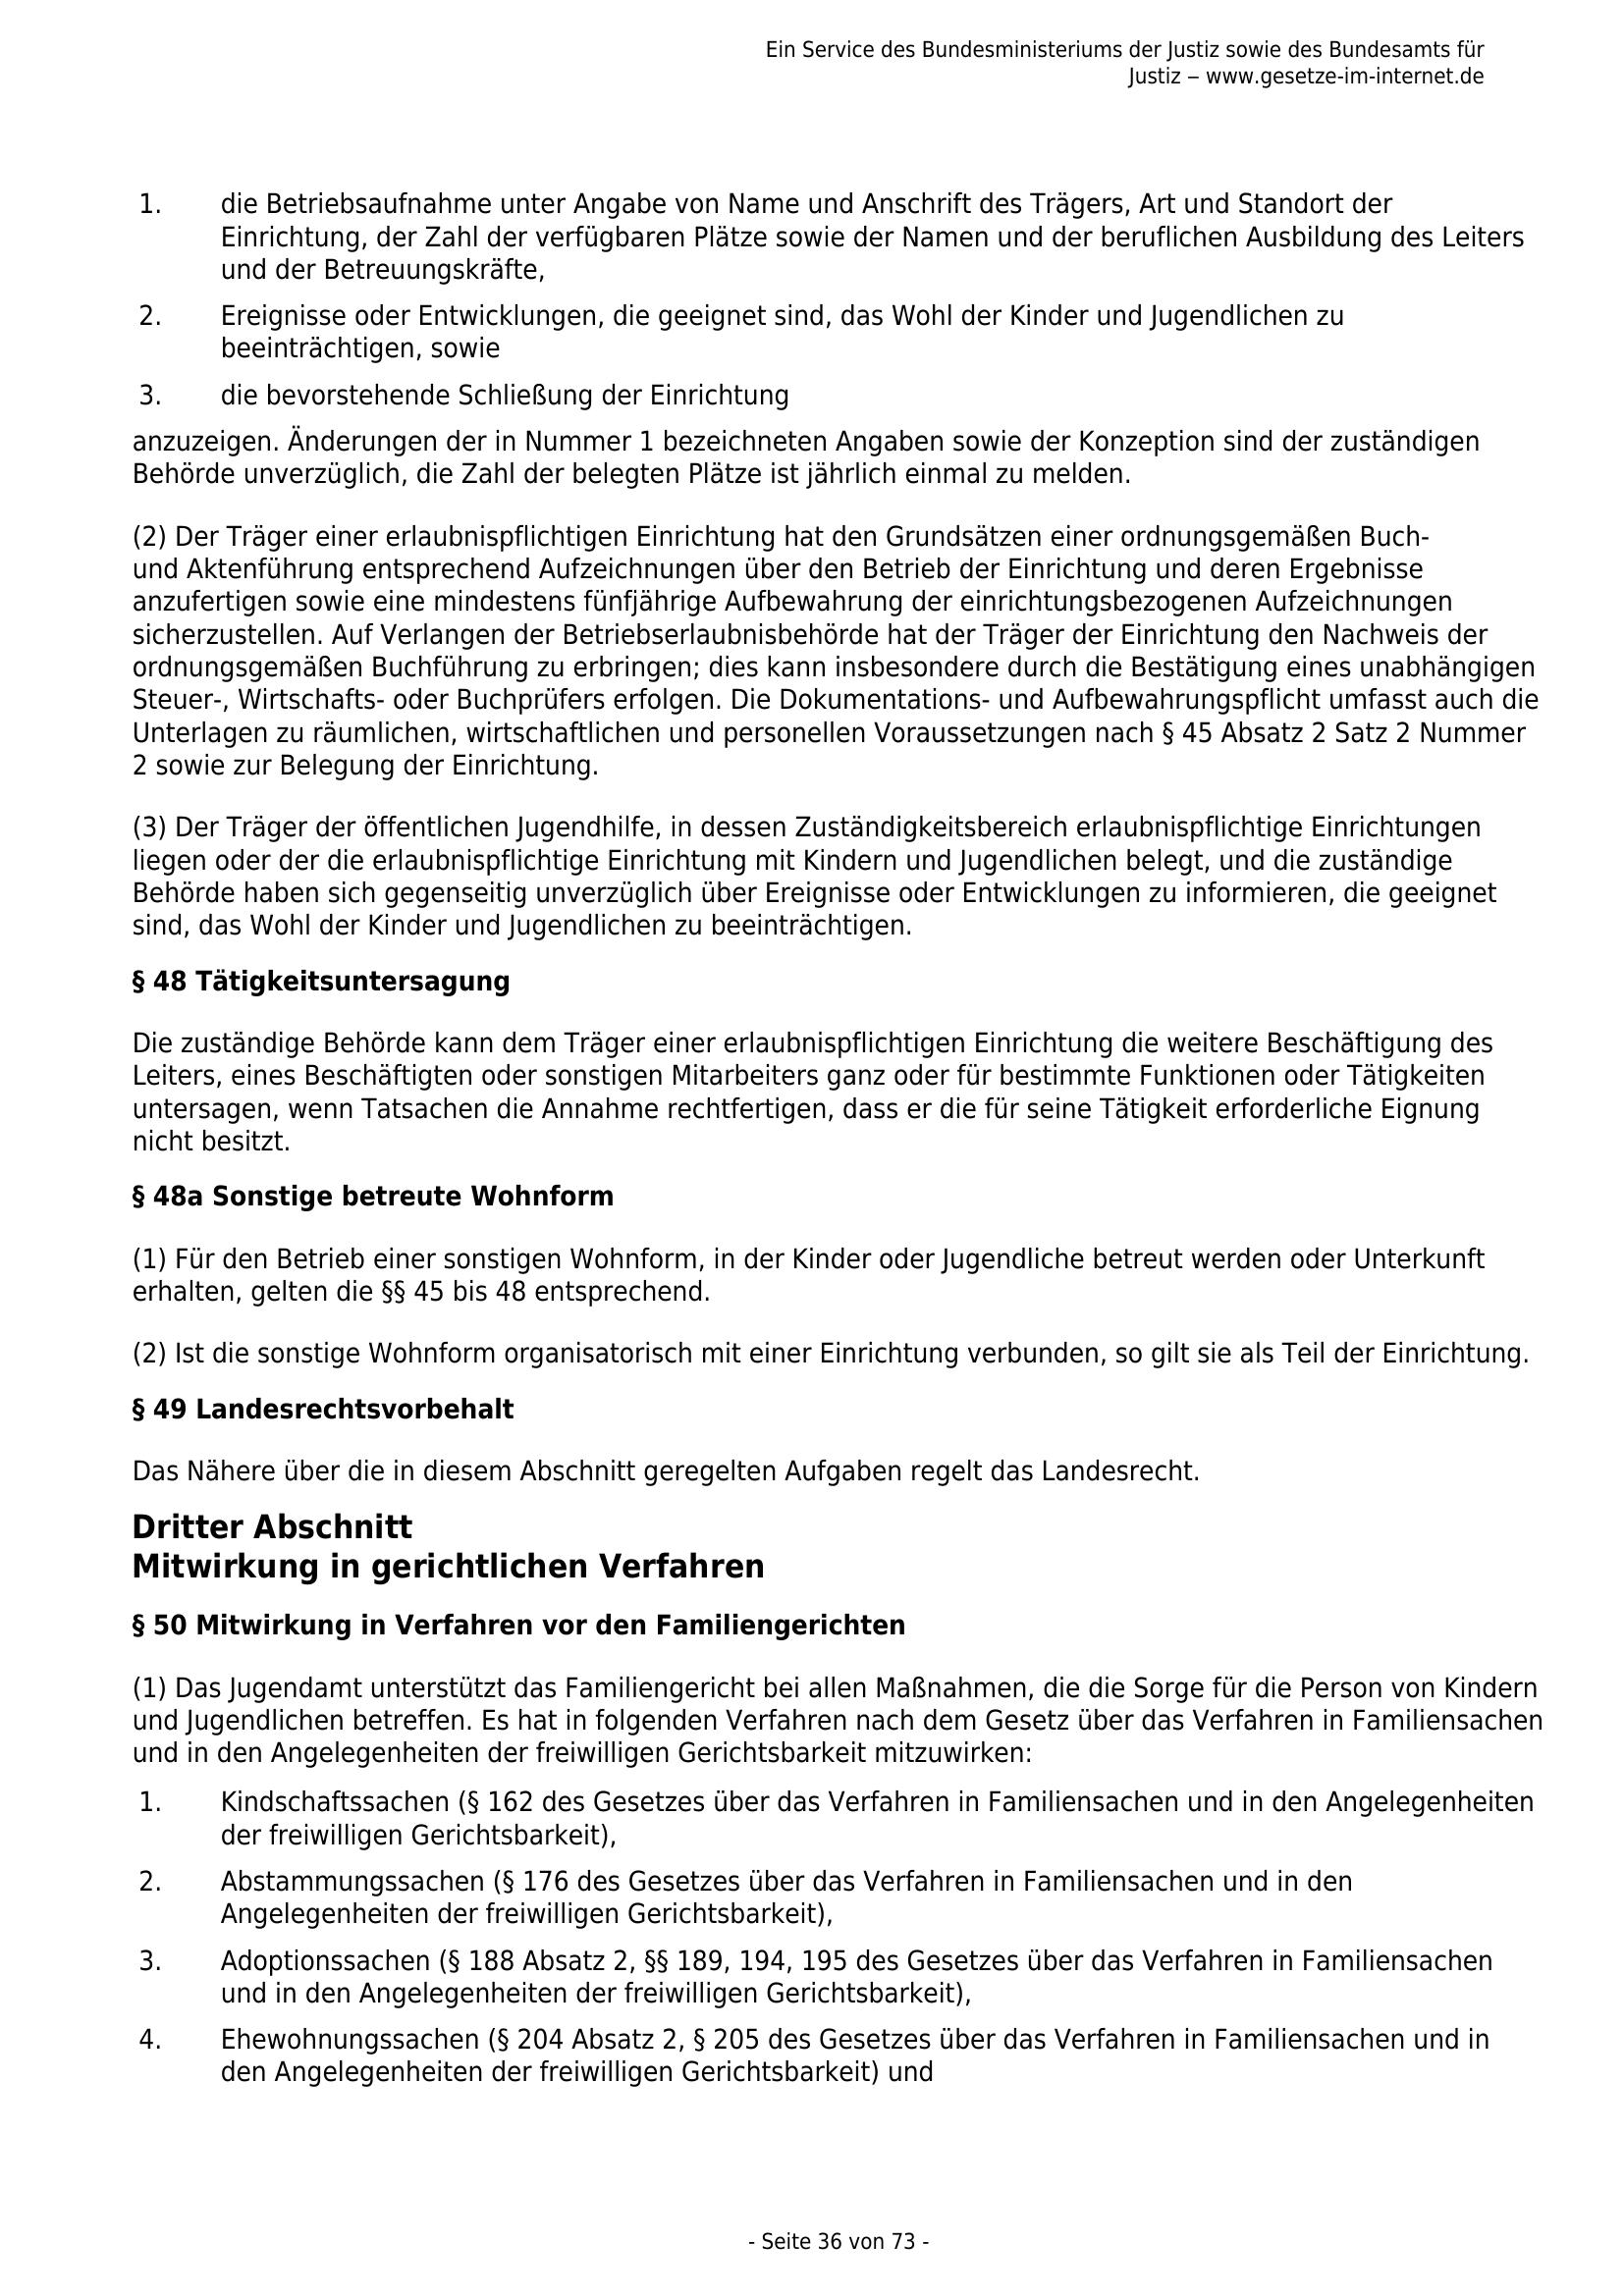 Ein Service des Bundesministeriums der Justiz sowie des Bundesamts für
Justiz ‒ www.gesetze-im-internet.de
1. die Betriebsaufnahme unter Angabe von Name und Anschrift des Trägers, Art und Standort der
Einrichtung, der Zahl der verfügbaren Plätze sowie der Namen und der beruflichen Ausbildung des Leiters
und der Betreuungskräfte,
2. Ereignisse oder Entwicklungen, die geeignet sind, das Wohl der Kinder und Jugendlichen zu
beeinträchtigen, sowie
3. die bevorstehende Schließung der Einrichtung
anzuzeigen. Änderungen der in Nummer 1 bezeichneten Angaben sowie der Konzeption sind der zuständigen
Behörde unverzüglich, die Zahl der belegten Plätze ist jährlich einmal zu melden.
(2) Der Träger einer erlaubnispflichtigen Einrichtung hat den Grundsätzen einer ordnungsgemäßen Buch-
und Aktenführung entsprechend Aufzeichnungen über den Betrieb der Einrichtung und deren Ergebnisse
anzufertigen sowie eine mindestens fünfjährige Aufbewahrung der einrichtungsbezogenen Aufzeichnungen
sicherzustellen. Auf Verlangen der Betriebserlaubnisbehörde hat der Träger der Einrichtung den Nachweis der
ordnungsgemäßen Buchführung zu erbringen; dies kann insbesondere durch die Bestätigung eines unabhängigen
Steuer-, Wirtschafts- oder Buchprüfers erfolgen. Die Dokumentations- und Aufbewahrungspflicht umfasst auch die
Unterlagen zu räumlichen, wirtschaftlichen und personellen Voraussetzungen nach § 45 Absatz 2 Satz 2 Nummer
2 sowie zur Belegung der Einrichtung.
(3) Der Träger der öffentlichen Jugendhilfe, in dessen Zuständigkeitsbereich erlaubnispflichtige Einrichtungen
liegen oder der die erlaubnispflichtige Einrichtung mit Kindern und Jugendlichen belegt, und die zuständige
Behörde haben sich gegenseitig unverzüglich über Ereignisse oder Entwicklungen zu informieren, die geeignet
sind, das Wohl der Kinder und Jugendlichen zu beeinträchtigen.
§ 48 Tätigkeitsuntersagung
Die zuständige Behörde kann dem Träger einer erlaubnispflichtigen Einrichtung die weitere Beschäftigung des
Leiters, eines Beschäftigten oder sonstigen Mitarbeiters ganz oder für bestimmte Funktionen oder Tätigkeiten
untersagen, wenn Tatsachen die Annahme rechtfertigen, dass er die für seine Tätigkeit erforderliche Eignung
nicht besitzt.
§ 48a Sonstige betreute Wohnform
(1) Für den Betrieb einer sonstigen Wohnform, in der Kinder oder Jugendliche betreut werden oder Unterkunft
erhalten, gelten die §§ 45 bis 48 entsprechend.
(2) Ist die sonstige Wohnform organisatorisch mit einer Einrichtung verbunden, so gilt sie als Teil der Einrichtung.
§ 49 Landesrechtsvorbehalt
Das Nähere über die in diesem Abschnitt geregelten Aufgaben regelt das Landesrecht.
Dritter Abschnitt
Mitwirkung in gerichtlichen Verfahren
§ 50 Mitwirkung in Verfahren vor den Familiengerichten
(1) Das Jugendamt unterstützt das Familiengericht bei allen Maßnahmen, die die Sorge für die Person von Kindern
und Jugendlichen betreffen. Es hat in folgenden Verfahren nach dem Gesetz über das Verfahren in Familiensachen
und in den Angelegenheiten der freiwilligen Gerichtsbarkeit mitzuwirken:
1. Kindschaftssachen (§ 162 des Gesetzes über das Verfahren in Familiensachen und in den Angelegenheiten
der freiwilligen Gerichtsbarkeit),
2. Abstammungssachen (§ 176 des Gesetzes über das Verfahren in Familiensachen und in den
Angelegenheiten der freiwilligen Gerichtsbarkeit),
3. Adoptionssachen (§ 188 Absatz 2, §§ 189, 194, 195 des Gesetzes über das Verfahren in Familiensachen
und in den Angelegenheiten der freiwilligen Gerichtsbarkeit),
4. Ehewohnungssachen (§ 204 Absatz 2, § 205 des Gesetzes über das Verfahren in Familiensachen und in
den Angelegenheiten der freiwilligen Gerichtsbarkeit) und
- Seite 36 von 73 -